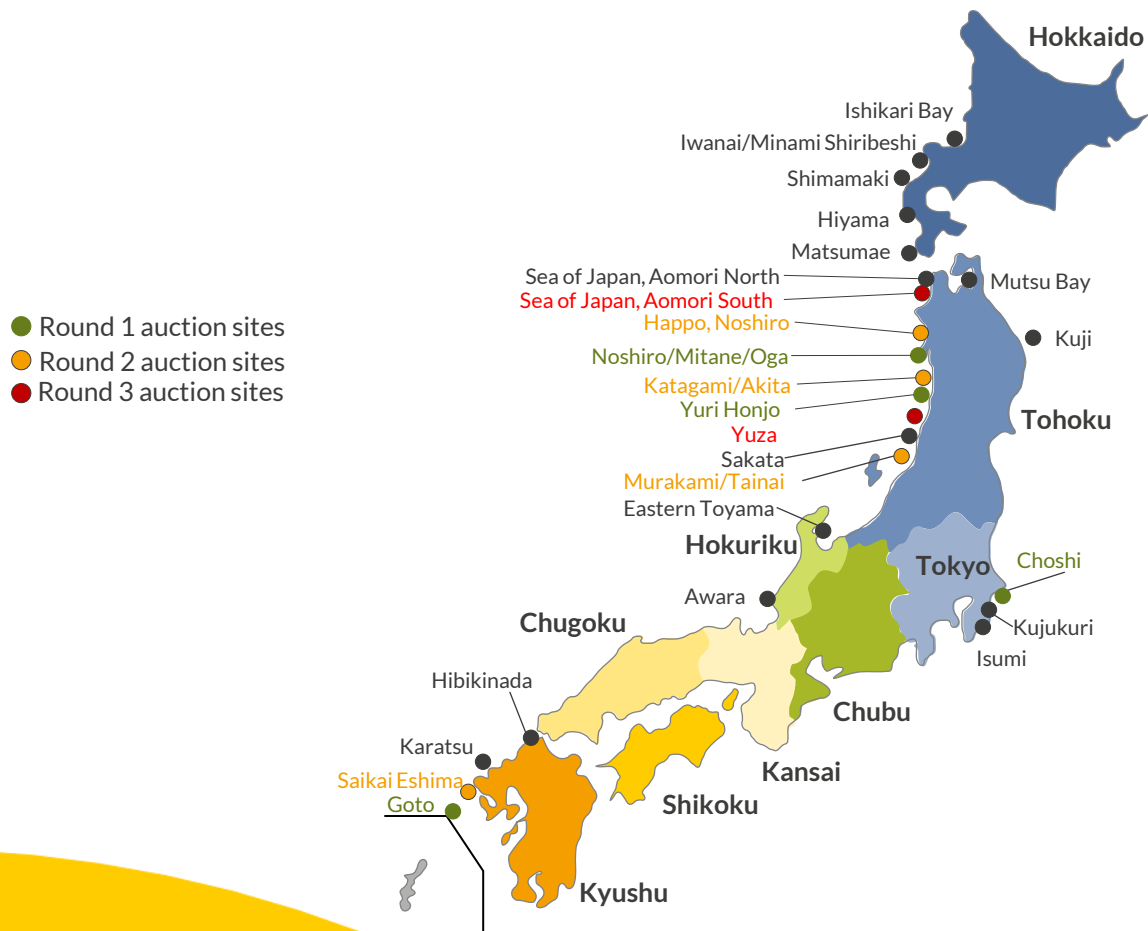 Hokkaido
Ishikari Bay
Iwanai/Minami Shiribeshi
Shimamaki
Hiyama
Matsumae
Sea of Japan, Aomori North
Mutsu Bay
Sea of Japan, Aomori South
Happo, Noshiro
Kuji
Noshiro/Mitane/Oga
Katagami/Akita
Yuri Honjo
Tohoku
Yuza
Sakata
Murakami/Tainai
Eastern Toyama
Round 1 auction sites
Round 2 auction sites
Round 3 auction sites
Hokuriku
Tokyo
Choshi
Awara
Kujukuri
Isumi
Chugoku
Hibikinada
Chubu
Karatsu
Kansai
Saikai Eshima
Goto
Shikoku
Kyushu